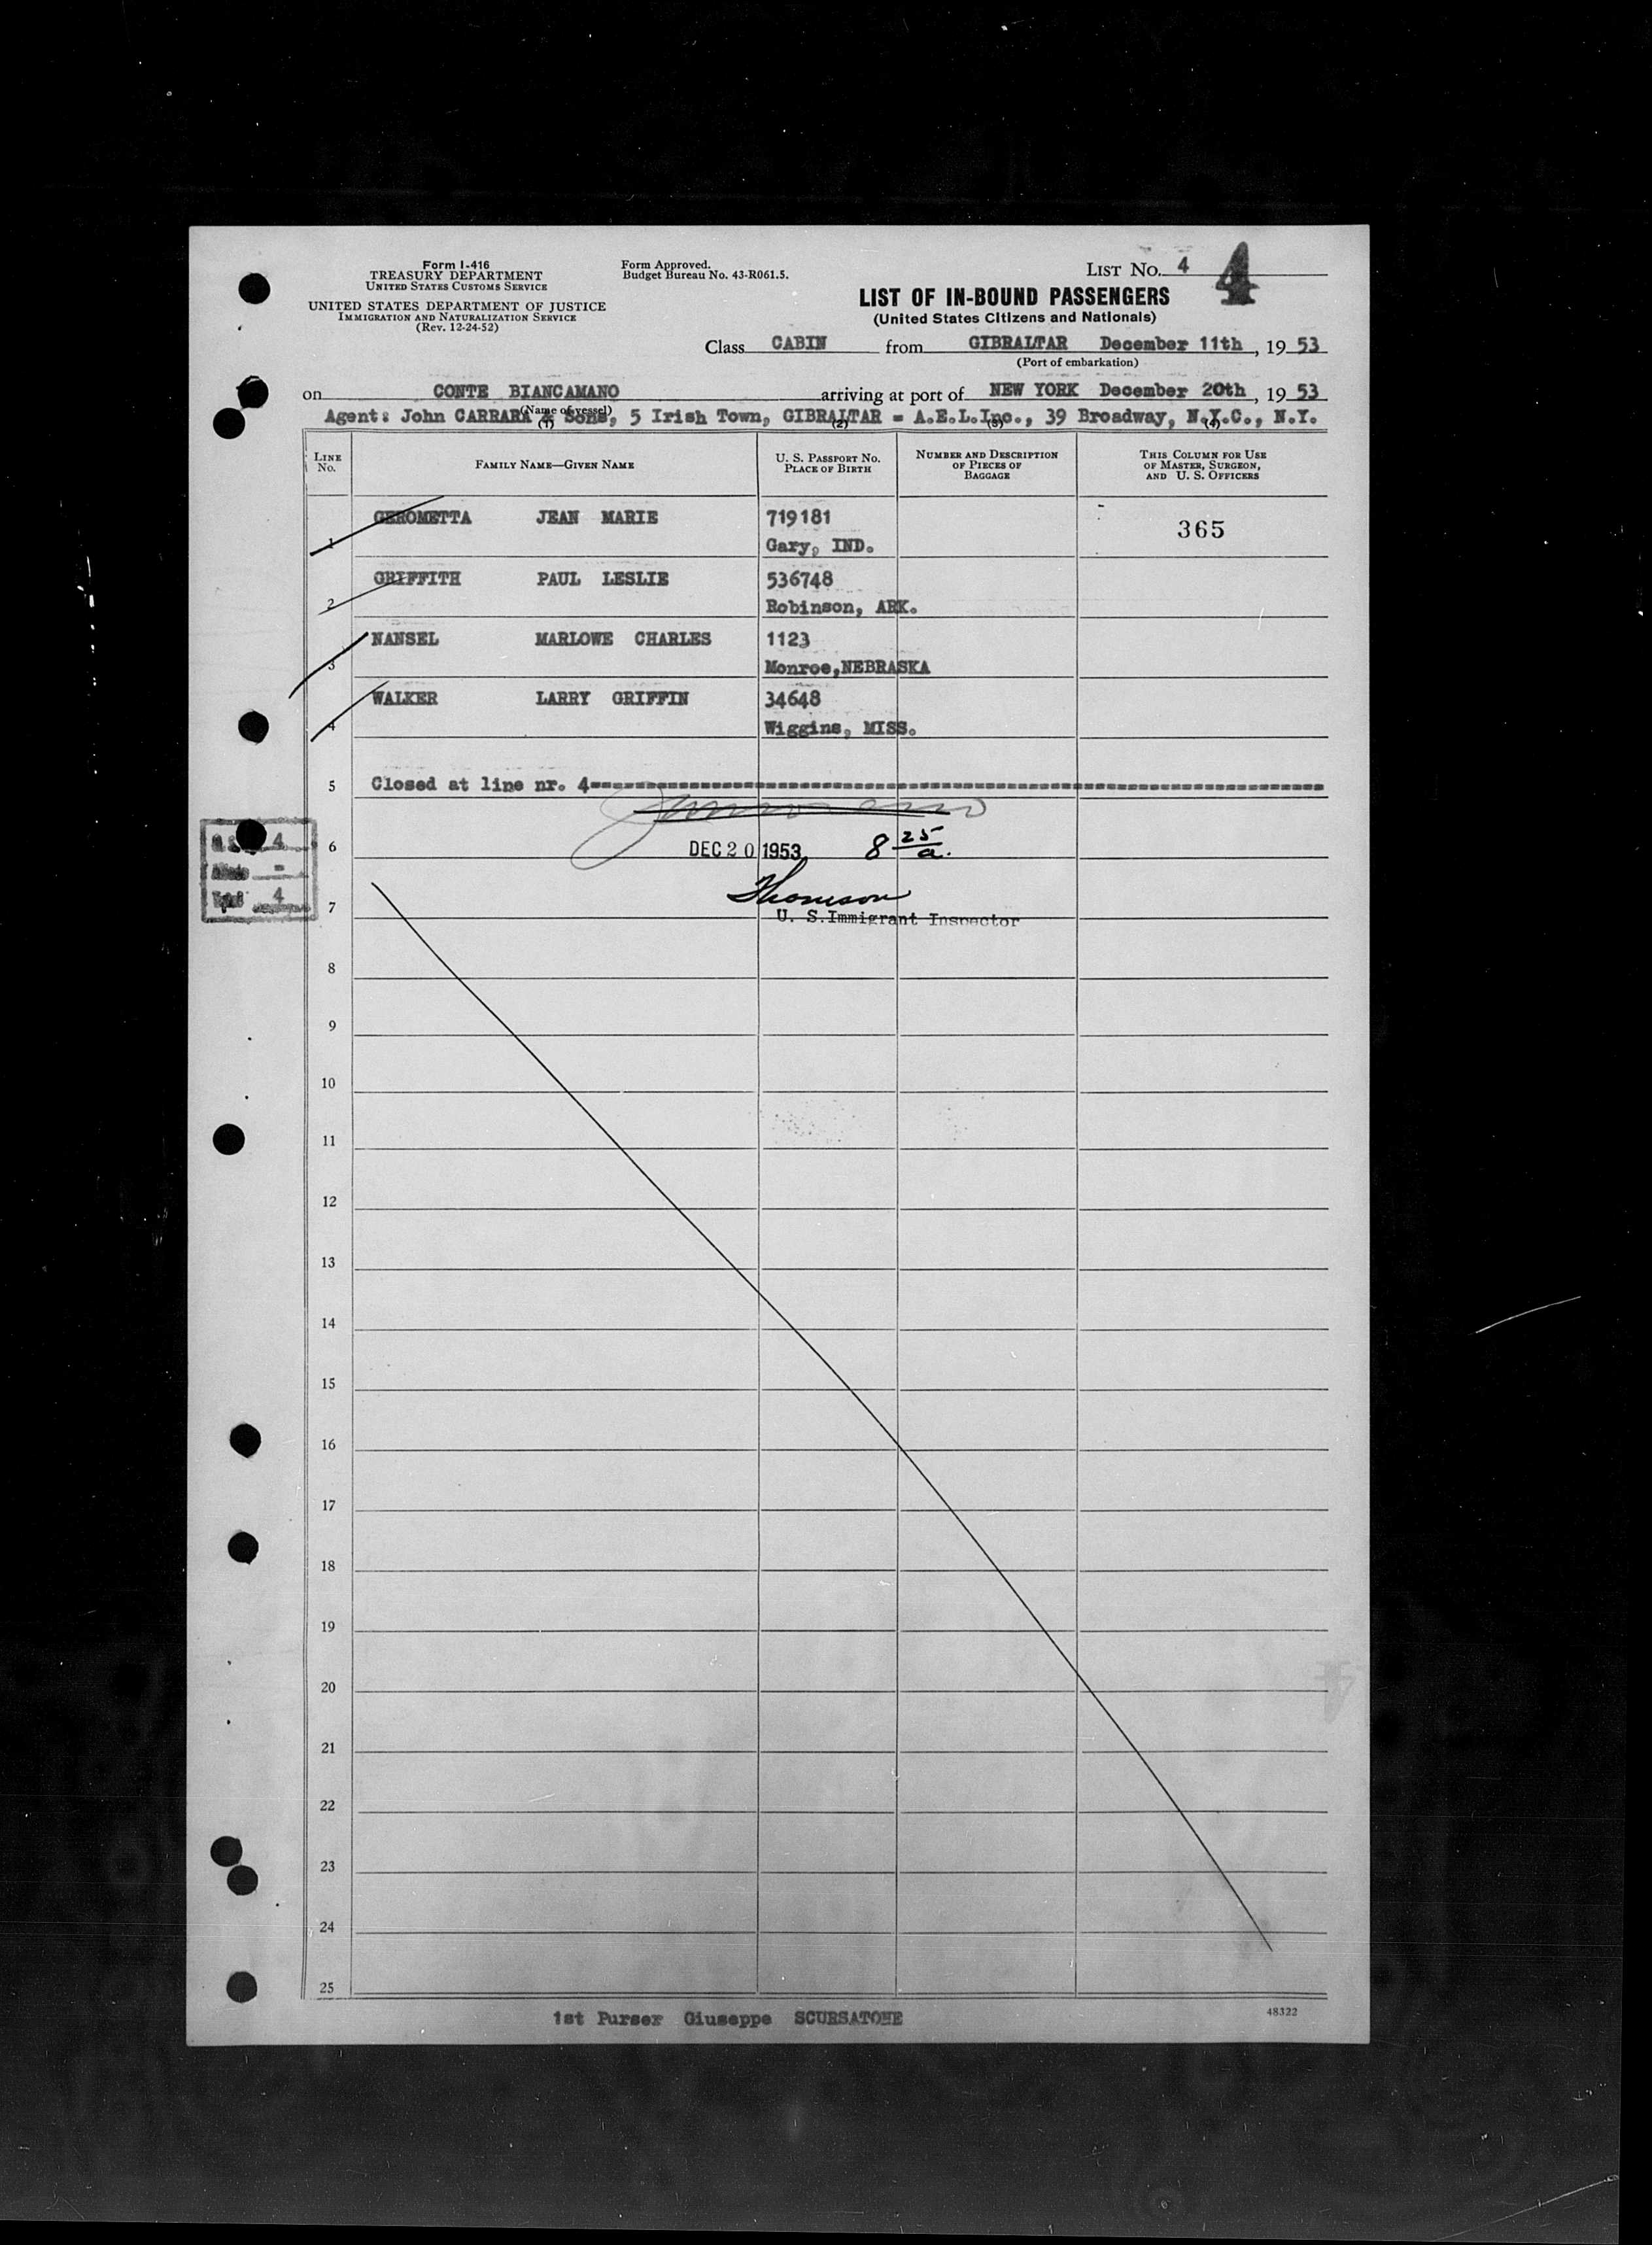 Form I-416
TREASURY DEPARTMENT
UNITED STATES CUSTOMS SERVICE
UNITED STATES DEPARTMENT OF JUSTICE
IMMIGRATION AND NATURALIZATION SERVICE
(Rev. 12-24-52)
Form Approved.
Budget Bureau No. 43-R061.5.
LIST No. 4 4
LIST OF IN-BOUND PASSENGERS
(United States Citizens and Nationals)
Class CABIN from GIBRALTAR December 11th, 19 53
(Port of embarkation)
on CONTE BIANCAMANO arriving at port of NEW YORK December 20th, 19 53
(Name of vessel)
Agent: John CARRARA & Sons, 5 Irish Town, GIBRALTAR = A.E.L.Inc., 39 Broadway, N.Y.C., N.Y.
(1) (2) (3) (4)
LINE No. FAMILY NAME—GIVEN NAME U. S. PASSPORT NO. PLACE OF BIRTH NUMBER AND DESCRIPTION OF PIECES OF BAGGAGE THIS COLUMN FOR USE OF MASTER, SURGEON, AND U. S. OFFICERS
1 GEROMETTA JEAN MARIE 719181 365
Gary, IND.
2 GRIFFITH PAUL LESLIE 536748
Robinson, ARK.
3 NANSEL MARLOWE CHARLES 1123
Monroe,NEBRASKA
4 WALKER LARRY GRIFFIN 34648
Wiggins, MISS.
5 Closed at line nr. 4
U.S. 4
Aliens -
Total 4
6 DEC 20 1953 8 25/a.
Thomson
7 U. S. Immigrant Inspector
8
9
10
11
12
13
14
15
16
17
18
19
20
21
22
23
24
25
1st Purser Giuseppe SCURSATONE
48322